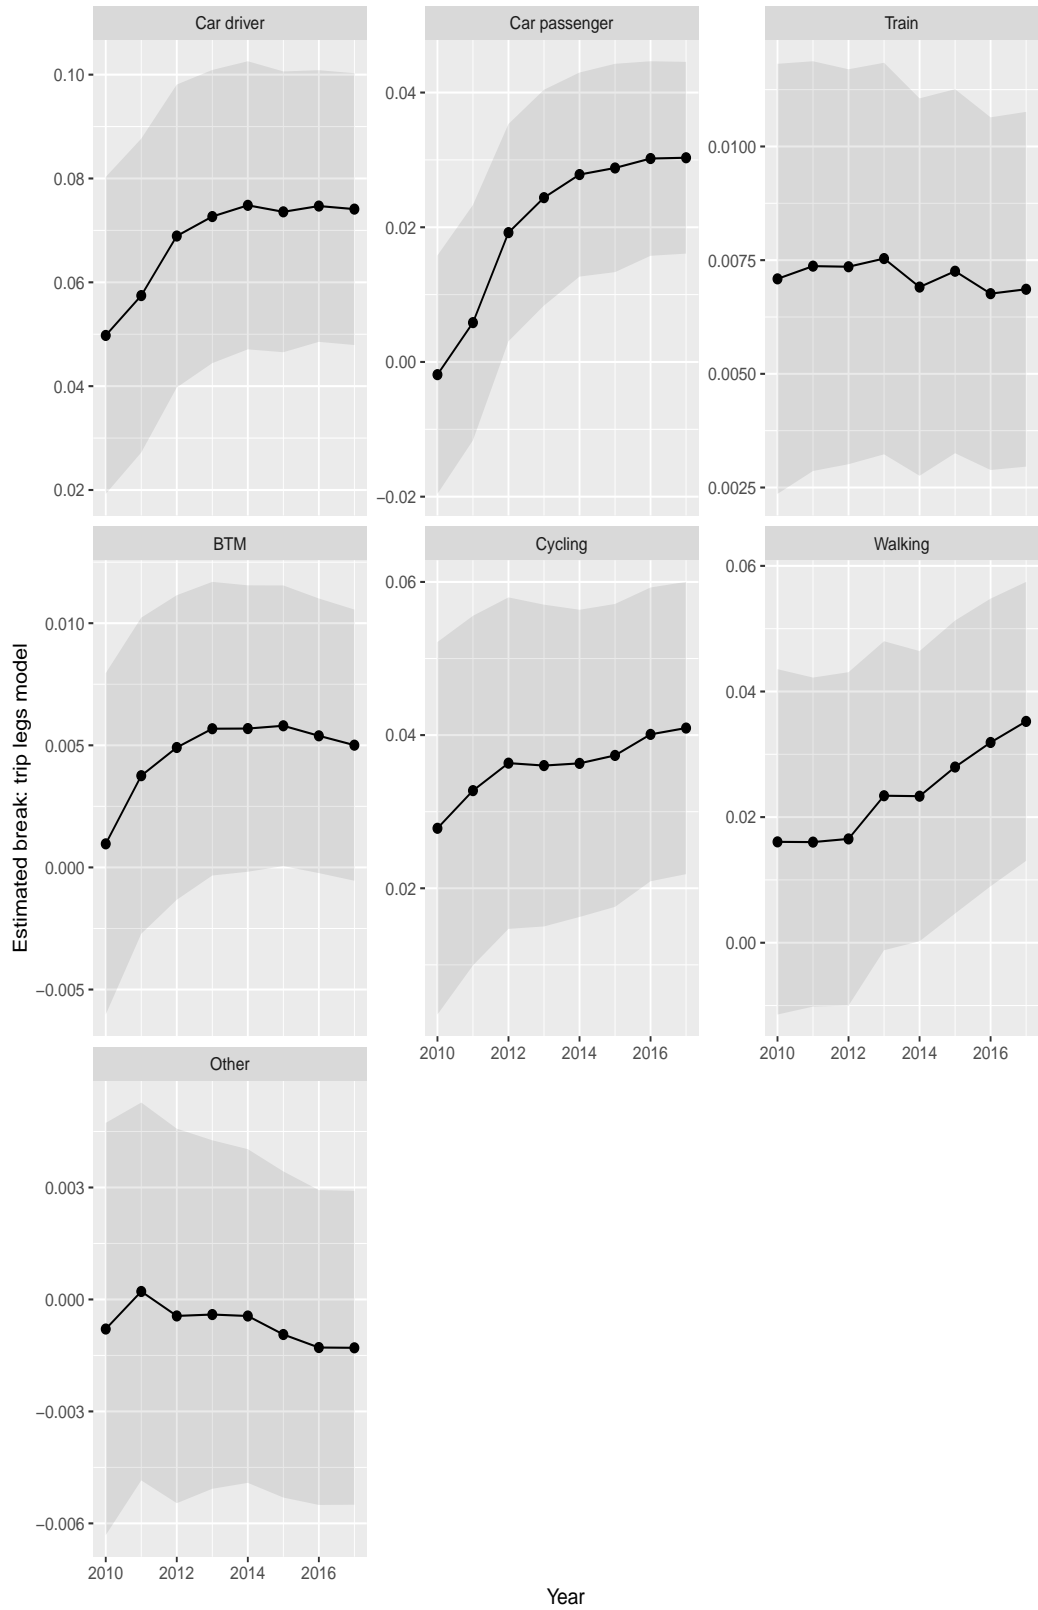 Car driver
Car passenger
Train
0.10
0.08
0.06
0.04
0.02
0.04
0.02
0.00
−0.02
0.0100
0.0075
0.0050
0.0025
BTM
Cycling
Walking
0.010
0.005
0.000
−0.005
0.06
0.04
0.02
0.06
0.04
0.02
0.00
2010 2012 2014 2016
2010 2012 2014 2016
Other
0.003
0.000
−0.003
−0.006
2010 2012 2014 2016
Estimated break: trip legs model
Year